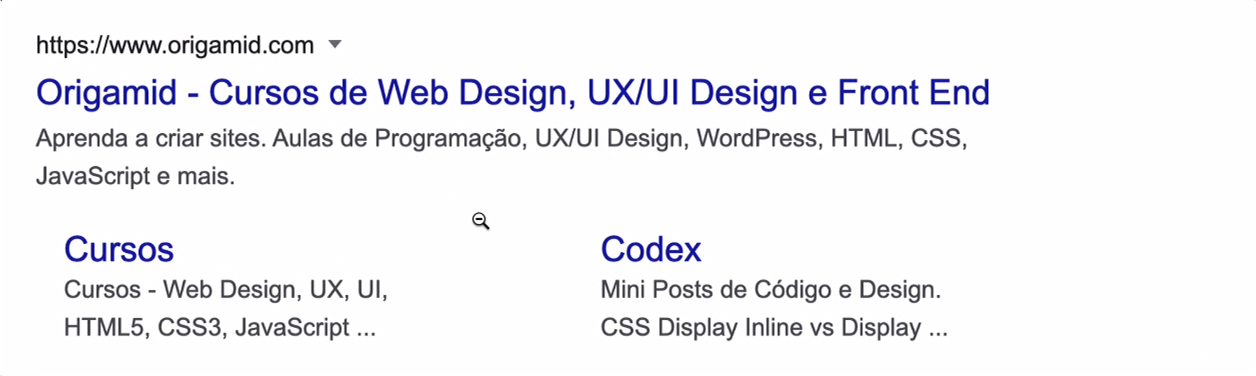 https://www.origamid.com
Origamid - Cursos de Web Design, UX/UI Design e Front End
Aprenda a criar sites. Aulas de Programação, UX/UI Design, WordPress, HTML, CSS,
JavaScript e mais.
Cursos
Cursos - Web Design, UX, UI,
HTML5, CSS3, JavaScript ...
Codex
Mini Posts de Código e Design.
CSS Display Inline vs Display ...